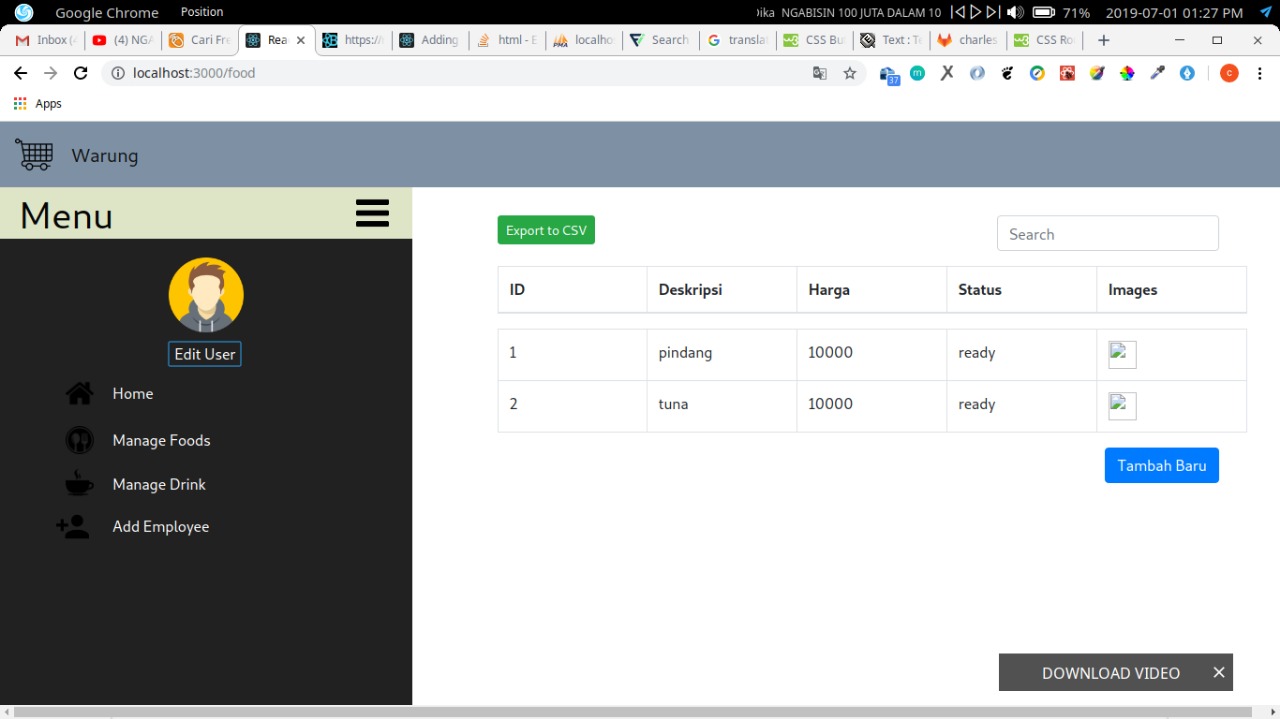 Google Chrome Position NGABISIN 100 JUTA DALAM 10 71% 2019-07-01 01:27 PM
Inbox (4) NGA Cari Fre Rea https:// Adding html - E localho Search transla CSS Bu Text : Te charles CSS Ro
localhost:3000/food 37 c
Apps
Warung
Menu
Export to CSV
Search
ID Deskripsi Harga Status Images
1 pindang 10000 ready
2 tuna 10000 ready
Edit User
Home
Manage Foods
Manage Drink
Add Employee
Tambah Baru
DOWNLOAD VIDEO